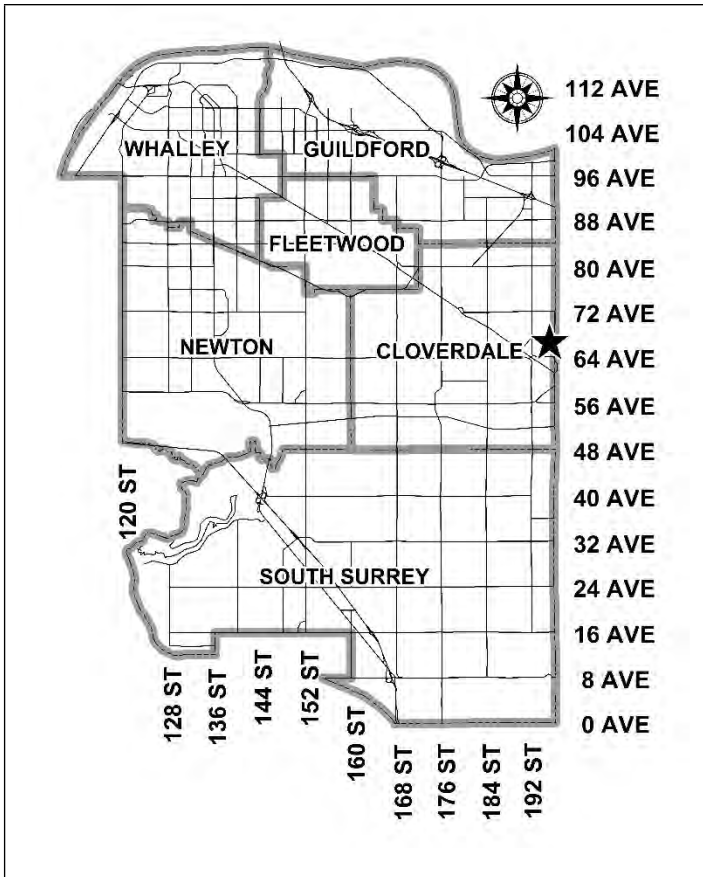 112 AVE
104 AVE
WHALLEY
GUILDFORD
96 AVE
88 AVE
FLEETWOOD
80 AVE
72 AVE
NEWTON
CLOVERDALE
64 AVE
56 AVE
48 AVE
120 ST
40 AVE
32 AVE
SOUTH SURREY
24 AVE
16 AVE
8 AVE
0 AVE
128 ST
136 ST
144 ST
152 ST
160 ST
168 ST
176 ST
184 ST
192 ST